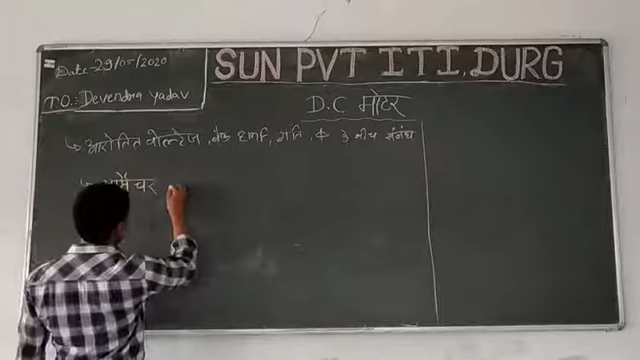 Date-29/05/2020
SUN PVT ITI, DURG
T.O.: Devendra Yadav
D.C मोटर
आरोपित वोल्टेज, बैक EMF, गति, Φ के बीच संबंध
आर्मेचर